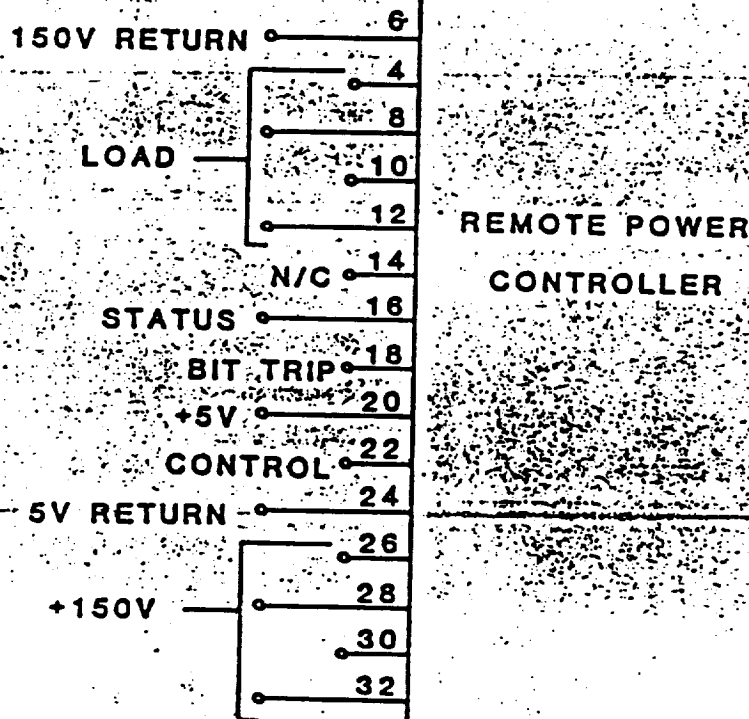 6
150V RETURN
4
8
LOAD
10
12
REMOTE POWER
N/C 14
CONTROLLER
STATUS 16
BIT TRIP 18
+5V 20
CONTROL 22
5V RETURN 24
26
+150V 28
30
32